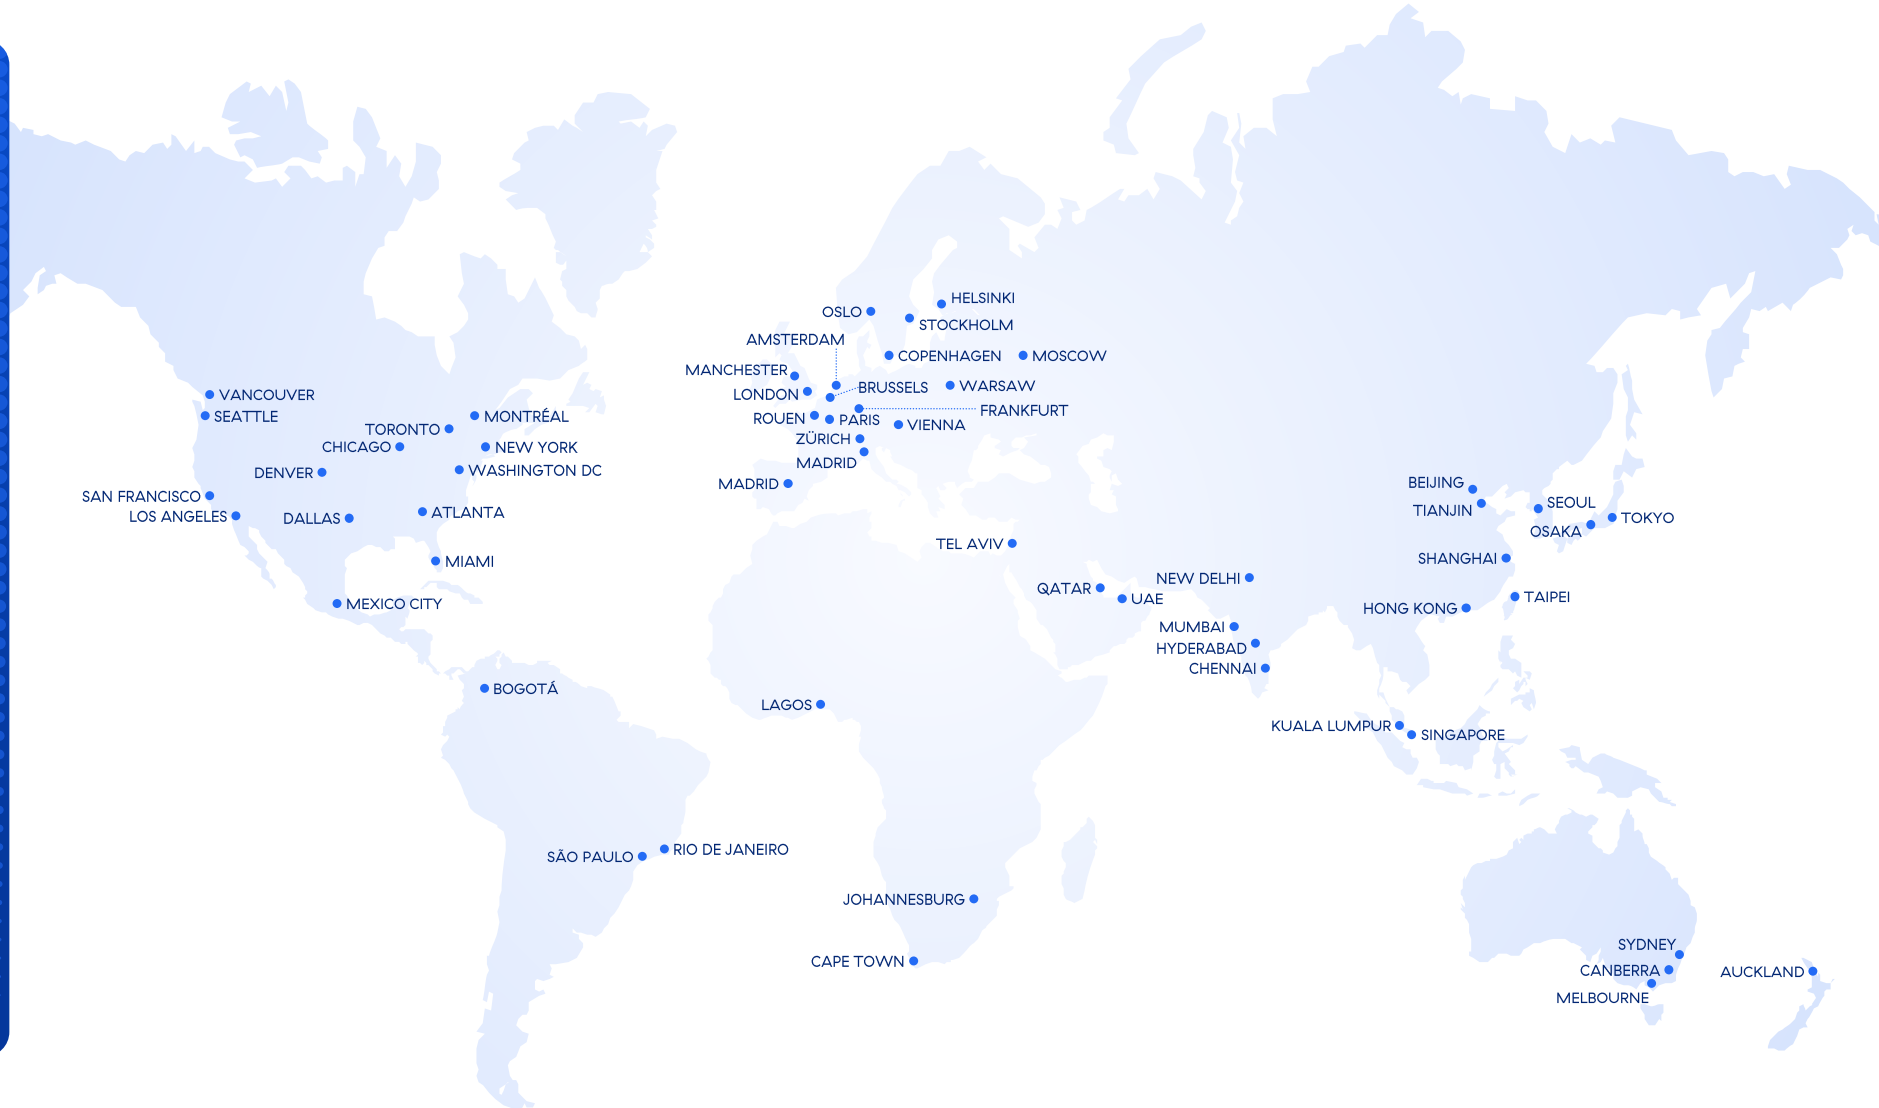 HELSINKI
OSLO
STOCKHOLM
AMSTERDAM
COPENHAGEN
MOSCOW
MANCHESTER
BRUSSELS
WARSAW
LONDON
FRANKFURT
ROUEN
PARIS
VIENNA
ZÜRICH
MADRID
MADRID
VANCOUVER
SEATTLE
MONTRÉAL
TORONTO
CHICAGO
NEW YORK
DENVER
WASHINGTON DC
SAN FRANCISCO
LOS ANGELES
DALLAS
ATLANTA
MIAMI
MEXICO CITY
BOGOTÁ
SÃO PAULO
RIO DE JANEIRO
TEL AVIV
QATAR
UAE
LAGOS
JOHANNESBURG
CAPE TOWN
NEW DELHI
MUMBAI
HYDERABAD
CHENNAI
BEIJING
TIANJIN
SEOUL
TOKYO
OSAKA
SHANGHAI
TAIPEI
HONG KONG
KUALA LUMPUR
SINGAPORE
SYDNEY
CANBERRA
MELBOURNE
AUCKLAND